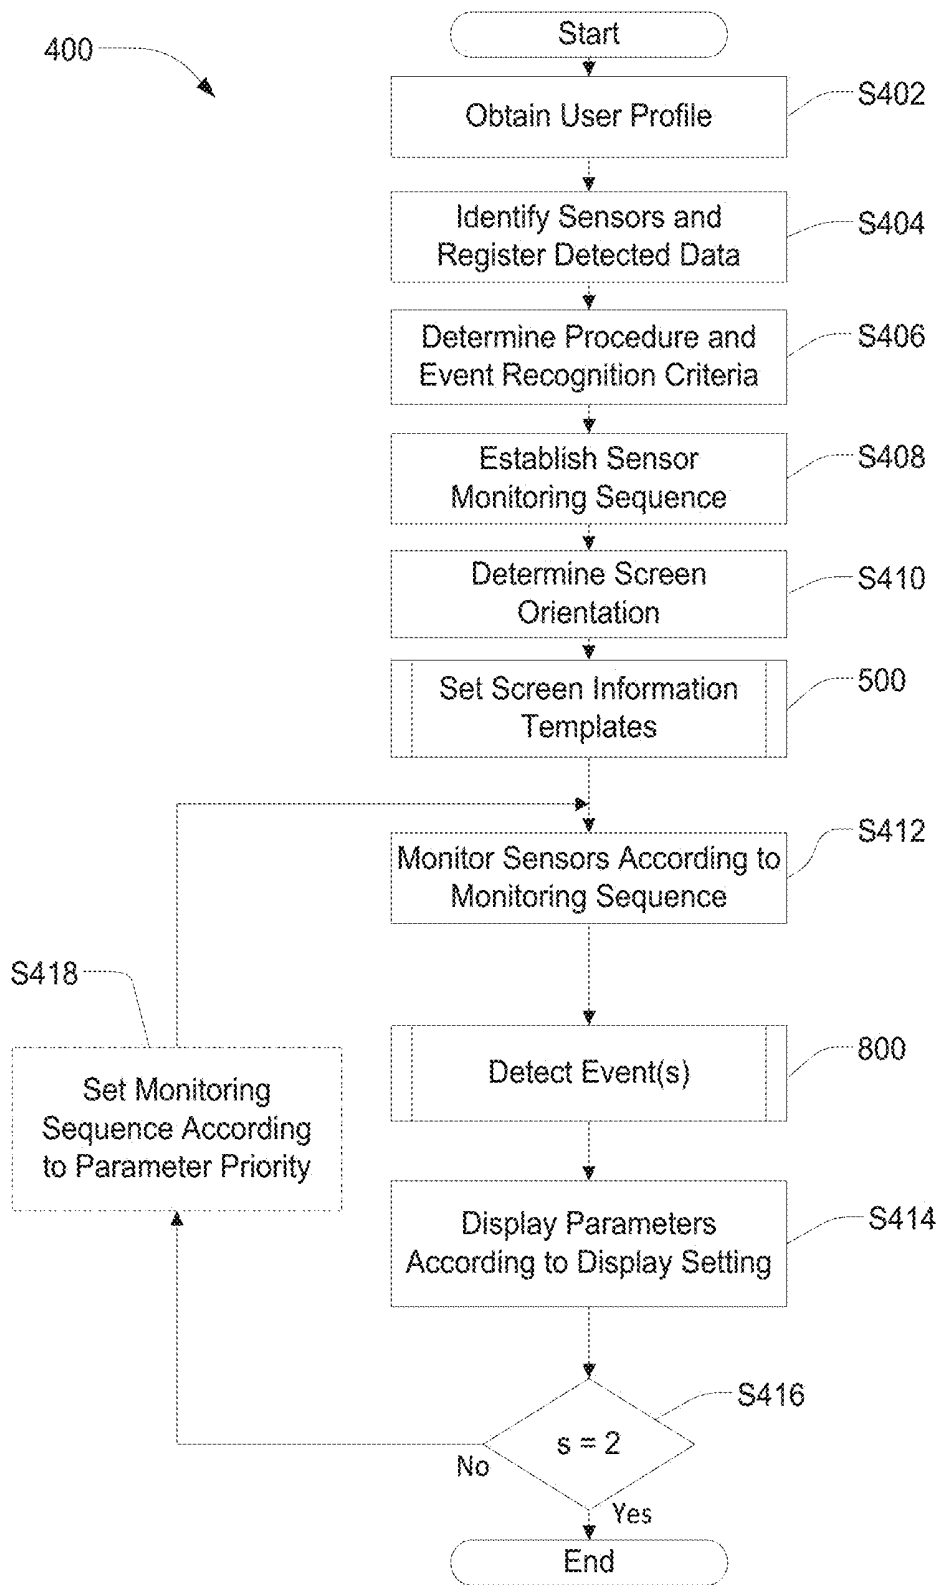 400
Start
Obtain User Profile
S402
Identify Sensors and
Register Detected Data
S404
Determine Procedure and
Event Recognition Criteria
S406
Establish Sensor
Monitoring Sequence
S408
Determine Screen
Orientation
S410
Set Screen Information
Templates
500
Monitor Sensors According to
Monitoring Sequence
S412
Detect Event(s)
800
Display Parameters
According to Display Setting
S414
s = 2
S416
No
Yes
S418
Set Monitoring
Sequence According
to Parameter Priority
End